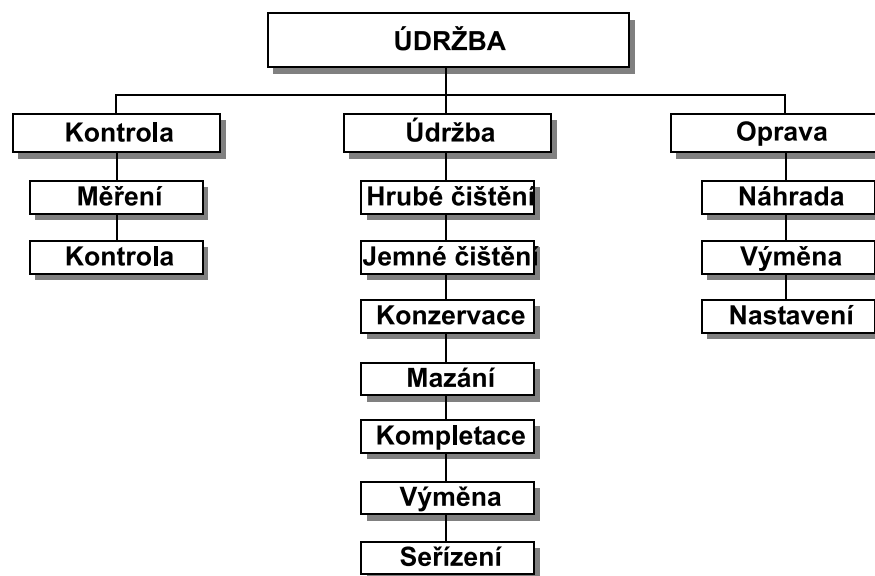 ÚDRŽBA
Kontrola
Údržba
Oprava
Měření
Hrubé čištění
Náhrada
Kontrola
Jemné čištění
Výměna
Konzervace
Nastavení
Mazání
Kompletace
Výměna
Seřízení